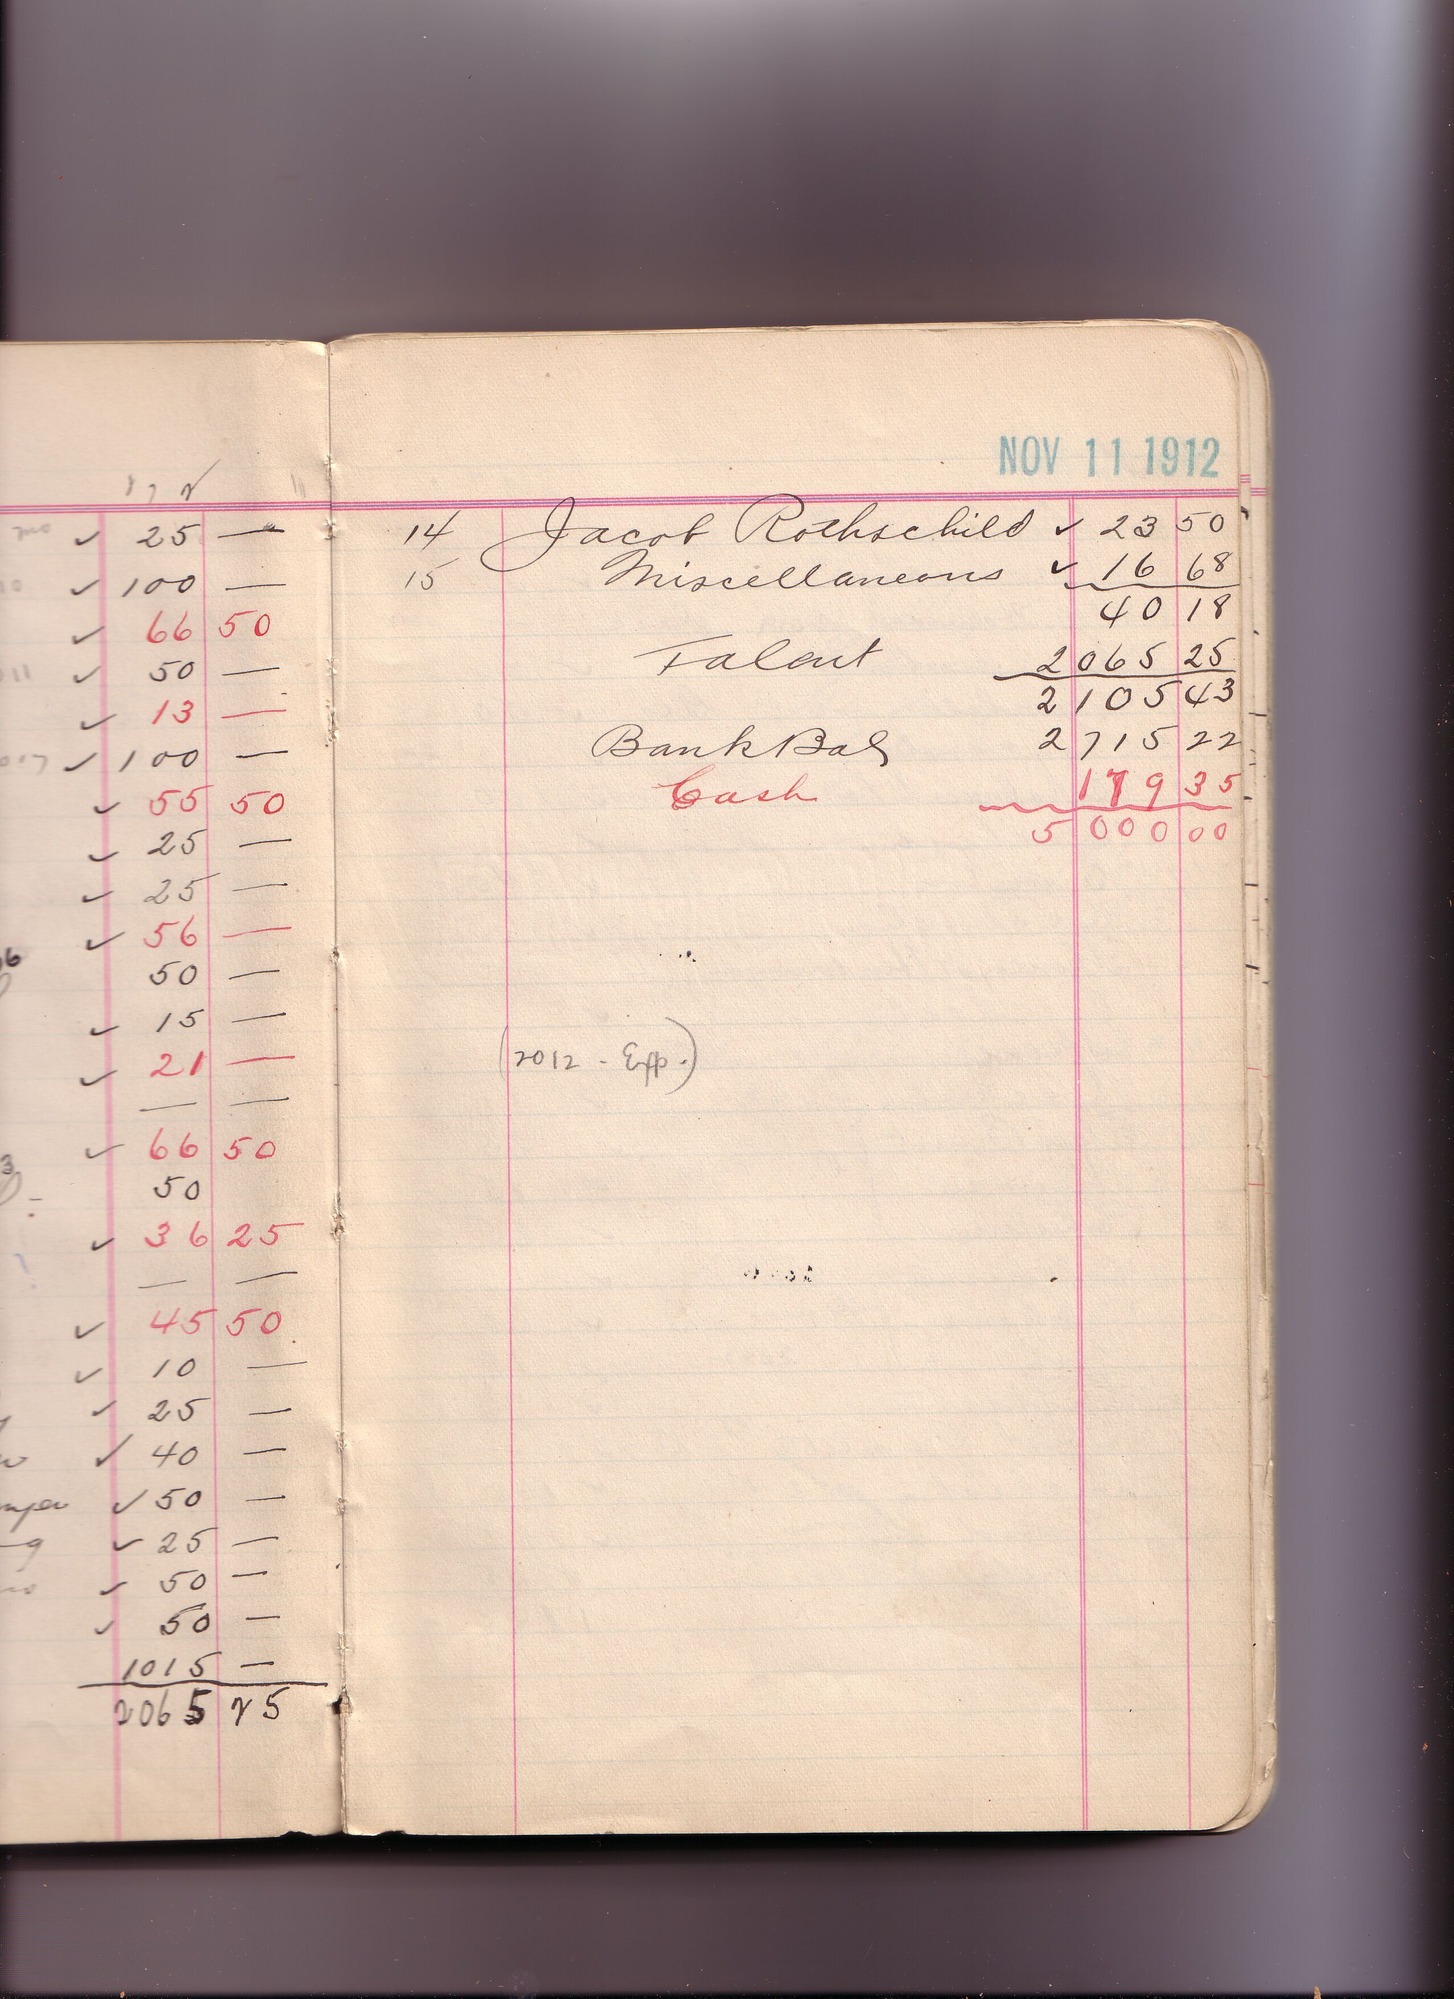 ✓ 25 —
✓ 100 —
✓ 66 50
✓ 50 —
✓ 13 —
✓ 100 —
✓ 55 50
✓ 25 —
✓ 25 —
✓ 56 —
50 —
✓ 15 —
✓ 21 —
— —
✓ 66 50
50
✓ 36 25
— —
✓ 45 50
✓ 10 —
✓ 25 —
✓ 40 —
✓ 50 —
✓ 25 —
✓ 50 —
✓ 50 —
1015 —
2065 25
NOV 11 1912
14 Jacob Rothschild ✓ 23 50
15 Miscellaneous ✓ 16 68
40 18
Talent 2065 25
2105 43
Bank Bal 2715 22
Cash 179 35
5000 00
(2012 - Exp.)